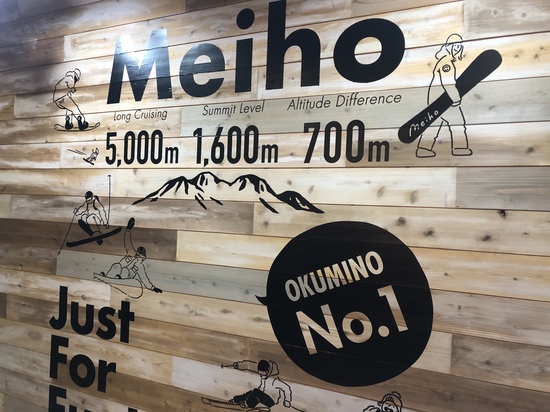 Meiho
Long Cruising Summit Level Altitude Difference
5,000m 1,600m 700m
Meiho
OKUMINO
No.1
Just
For